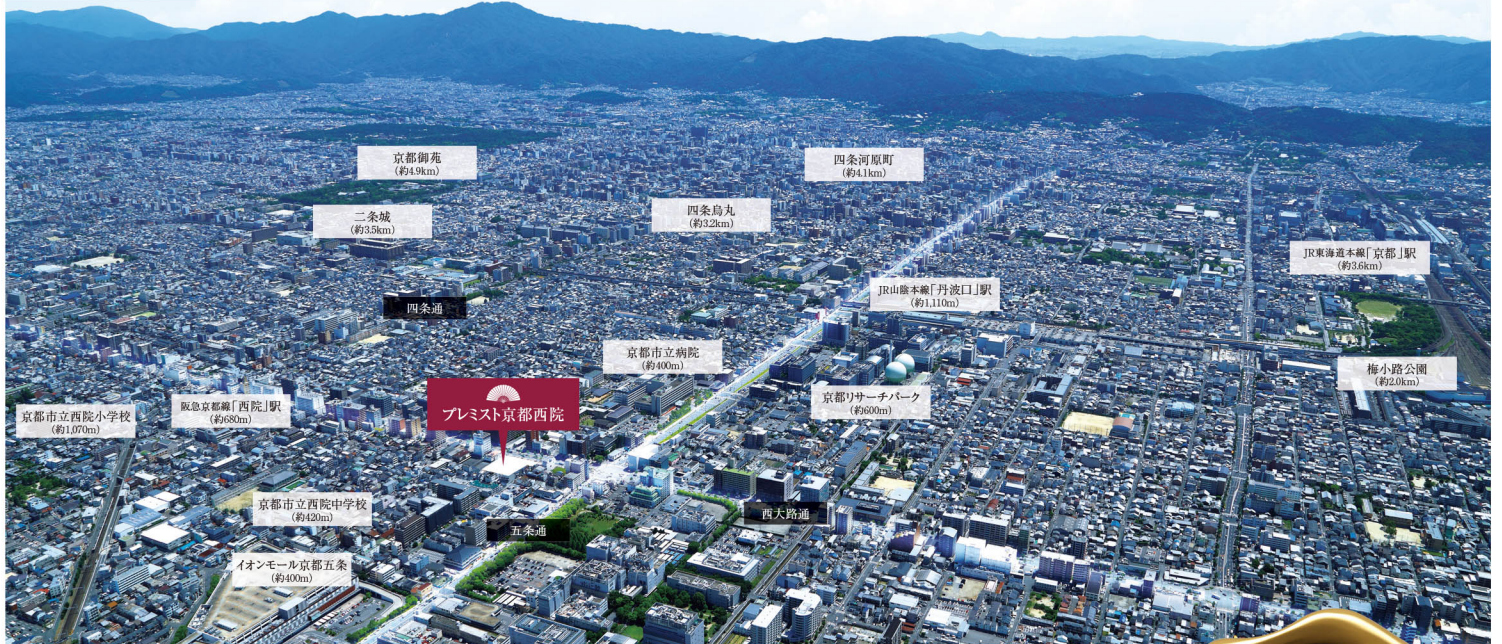 京都御苑
(約4.9km)
四条河原町
(約4.1km)
二条城
(約3.5km)
四条烏丸
(約3.2km)
JR東海道本線「京都」駅
(約3.6km)
JR山陰本線「丹波口」駅
(約1,110m)
四条通
京都市立病院
(約400m)
梅小路公園
(約2.0km)
プレミスト京都西院
阪急京都線「西院」駅
(約680m)
京都市立西院小学校
(約1,070m)
京都リサーチパーク
(約600m)
京都市立西院中学校
(約420m)
西大路通
五条通
イオンモール京都五条
(約400m)